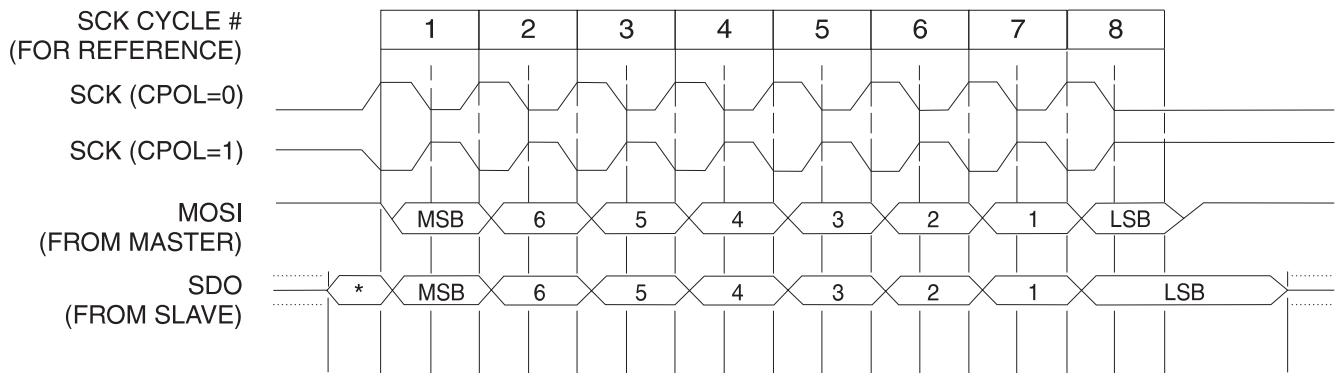 SCK CYCLE #
(FOR REFERENCE)
1 2 3 4 5 6 7 8
SCK (CPOL=0)
SCK (CPOL=1)
MOSI
(FROM MASTER)
MSB 6 5 4 3 2 1 LSB
SDO
(FROM SLAVE)
* MSB 6 5 4 3 2 1 LSB